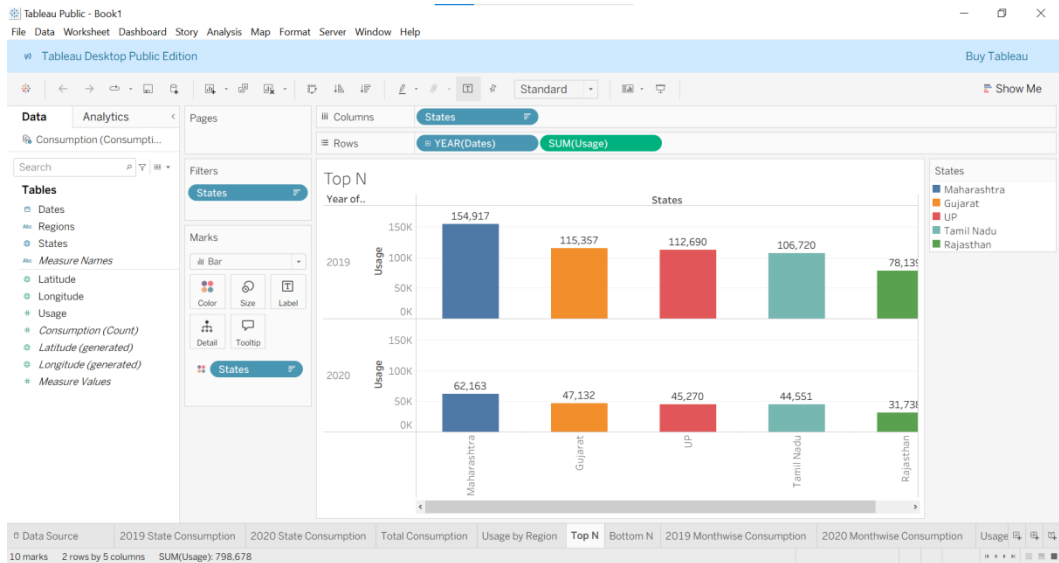 Tableau Public - Book1
File Data Worksheet Dashboard Story Analysis Map Format Server Window Help
Tableau Desktop Public Edition
Buy Tableau
Standard
Show Me
Data Analytics
Pages
Columns
States
Consumption (Consumpti...
Rows
YEAR(Dates)
SUM(Usage)
Search
Tables
Dates
Abc Regions
States
Abc Measure Names
Latitude
Longitude
# Usage
# Consumption (Count)
Latitude (generated)
Longitude (generated)
# Measure Values
Filters
States
Marks
Bar
Color Size Label
Detail Tooltip
States
Top N
Year of..
States
2019
Usage
150K
100K
50K
0K
154,917
115,357
112,690
106,720
78,139
2020
Usage
150K
100K
50K
0K
62,163
47,132
45,270
44,551
31,738
Maharashtra
Gujarat
UP
Tamil Nadu
Rajasthan
States
Maharashtra
Gujarat
UP
Tamil Nadu
Rajasthan
Data Source 2019 State Consumption 2020 State Consumption Total Consumption Usage by Region Top N Bottom N 2019 Monthwise Consumption 2020 Monthwise Consumption Usage
10 marks 2 rows by 5 columns SUM(Usage): 798,678